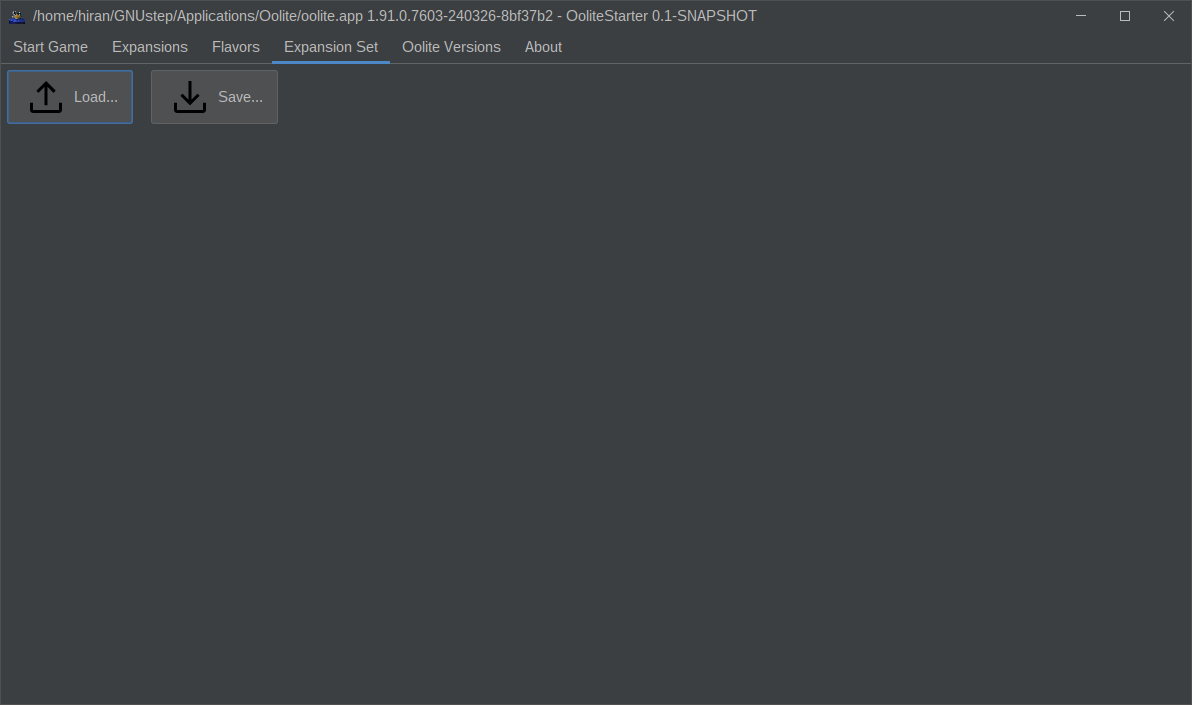 /home/hiran/GNUstep/Applications/Oolite/oolite.app 1.91.0.7603-240326-8bf37b2 - OoliteStarter 0.1-SNAPSHOT
Start Game Expansions Flavors Expansion Set Oolite Versions About
Load... Save...